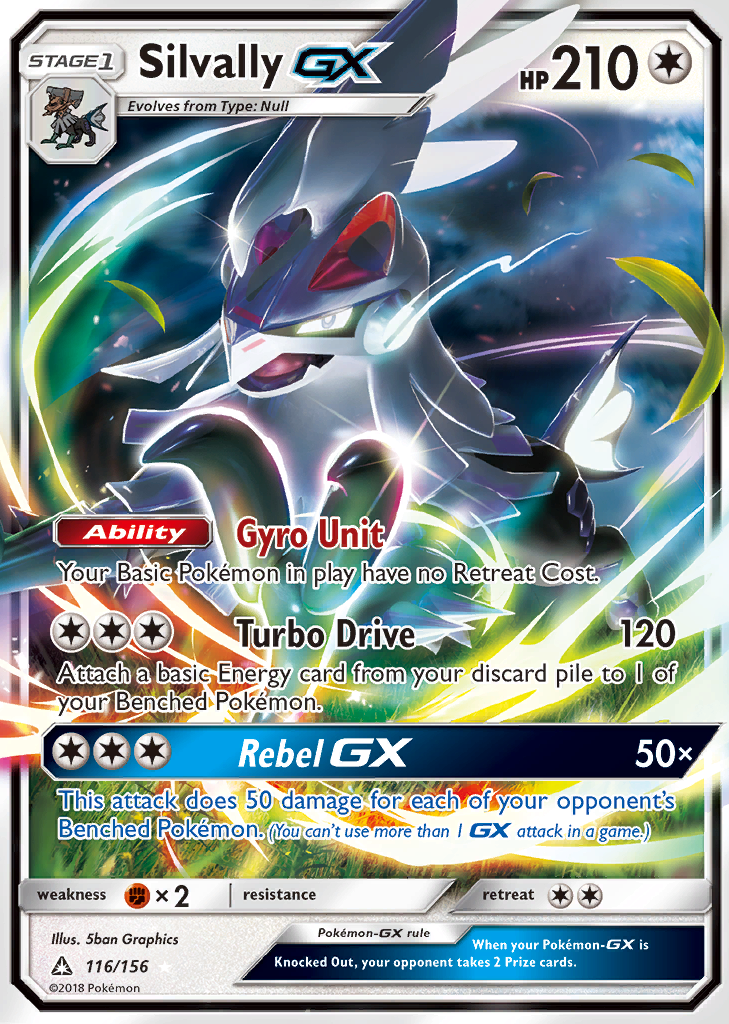 STAGE1
Silvally GX
HP210
Evolves from Type: Null
Ability Gyro Unit
Your Basic Pokémon in play have no Retreat Cost.
Turbo Drive 120
Attach a basic Energy card from your discard pile to 1 of
your Benched Pokémon.
Rebel GX 50×
This attack does 50 damage for each of your opponent's
Benched Pokémon. (You can't use more than 1 GX attack in a game.)
weakness × 2 resistance retreat
Illus. 5ban Graphics
116/156
©2018 Pokémon
Pokémon-GX rule
When your Pokémon-GX is
Knocked Out, your opponent takes 2 Prize cards.